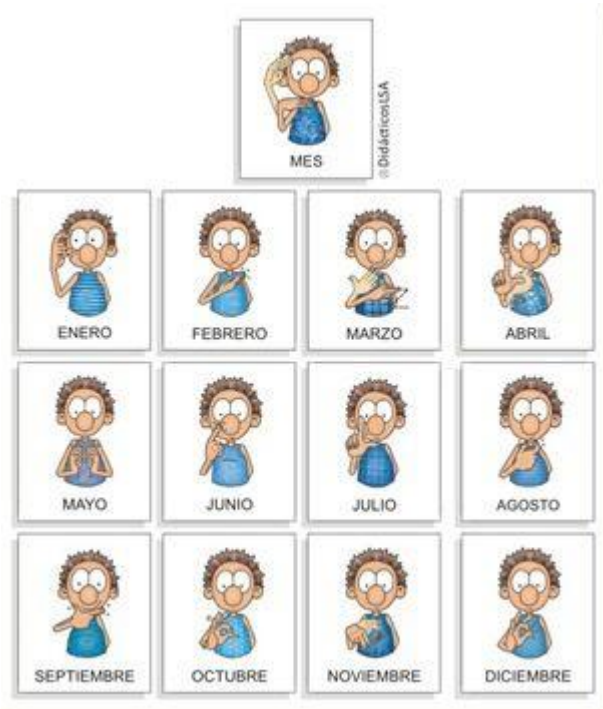 MES
©DidácticosLSA
ENERO
FEBRERO
MARZO
ABRIL
MAYO
JUNIO
JULIO
AGOSTO
SEPTIEMBRE
OCTUBRE
NOVIEMBRE
DICIEMBRE